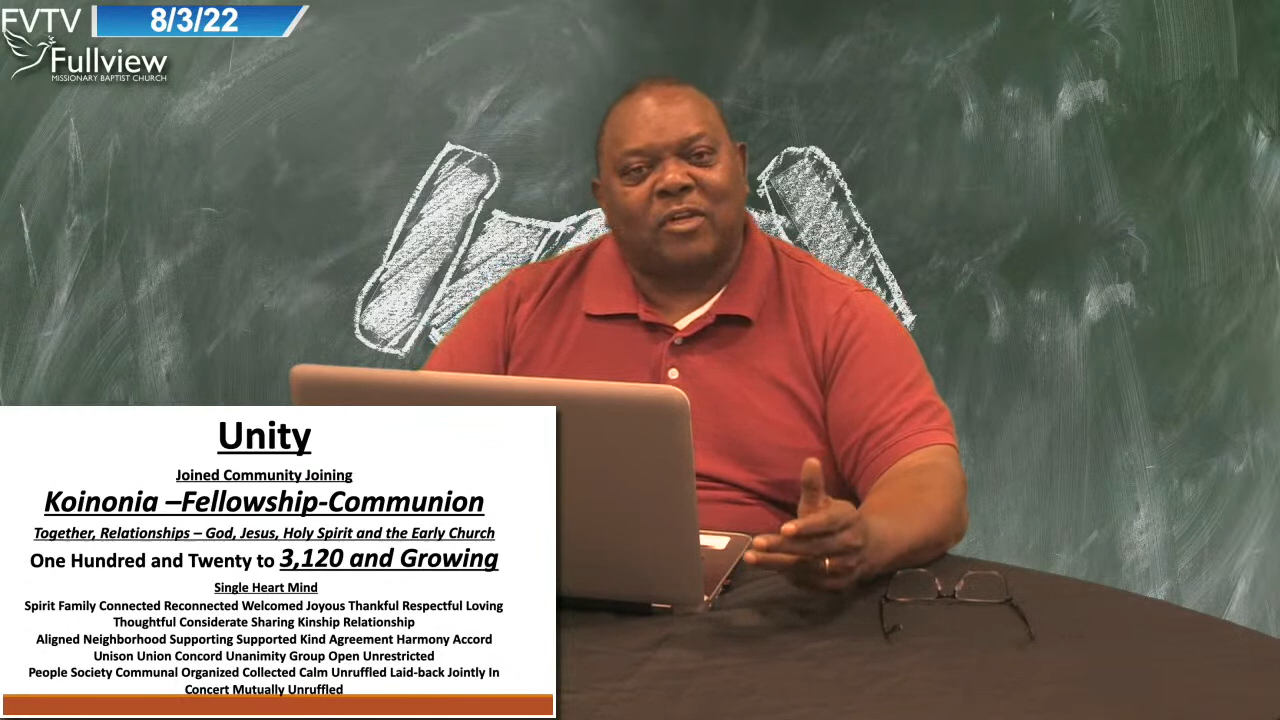 FVTV
8/3/22
Fullview
MISSIONARY BAPTIST CHURCH
Unity
Joined Community Joining
Koinonia –Fellowship-Communion
Together, Relationships – God, Jesus, Holy Spirit and the Early Church
One Hundred and Twenty to 3,120 and Growing
Single Heart Mind
Spirit Family Connected Reconnected Welcomed Joyous Thankful Respectful Loving
Thoughtful Considerate Sharing Kinship Relationship
Aligned Neighborhood Supporting Supported Kind Agreement Harmony Accord
Unison Union Concord Unanimity Group Open Unrestricted
People Society Communal Organized Collected Calm Unruffled Laid-back Jointly In
Concert Mutually Unruffled